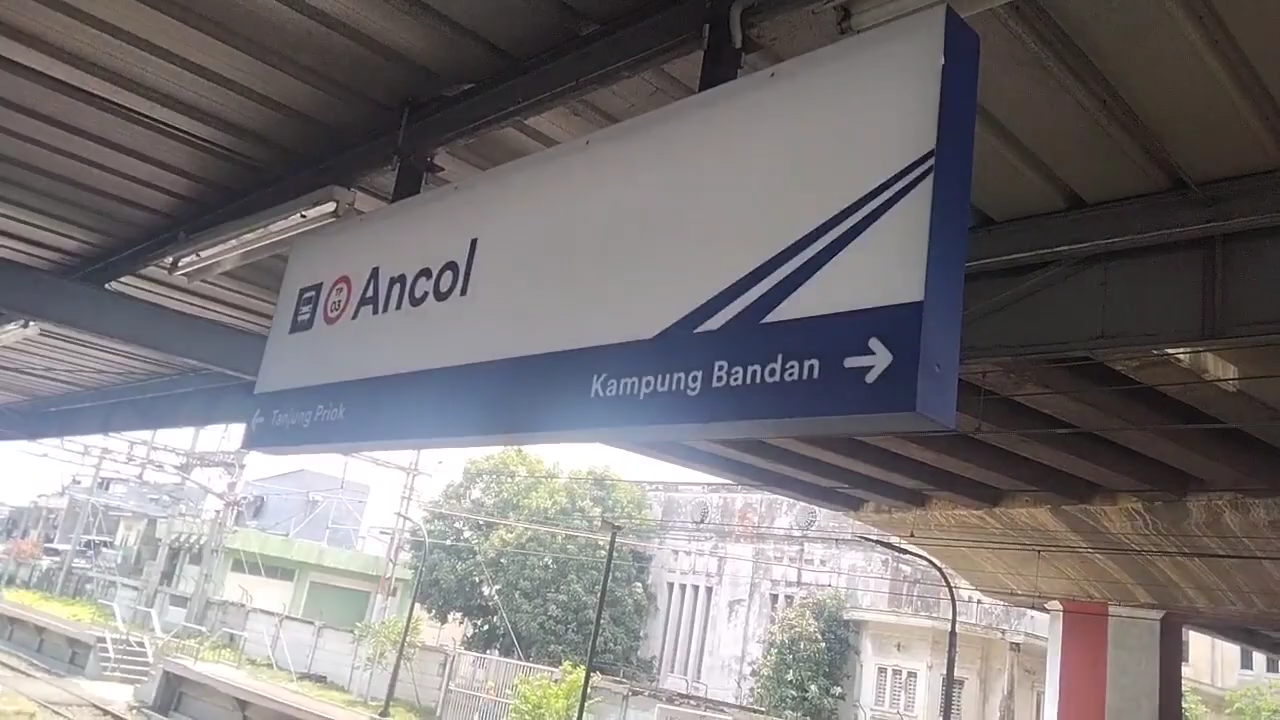 TP
03
Ancol
← Tanjung Priok
Kampung Bandan →